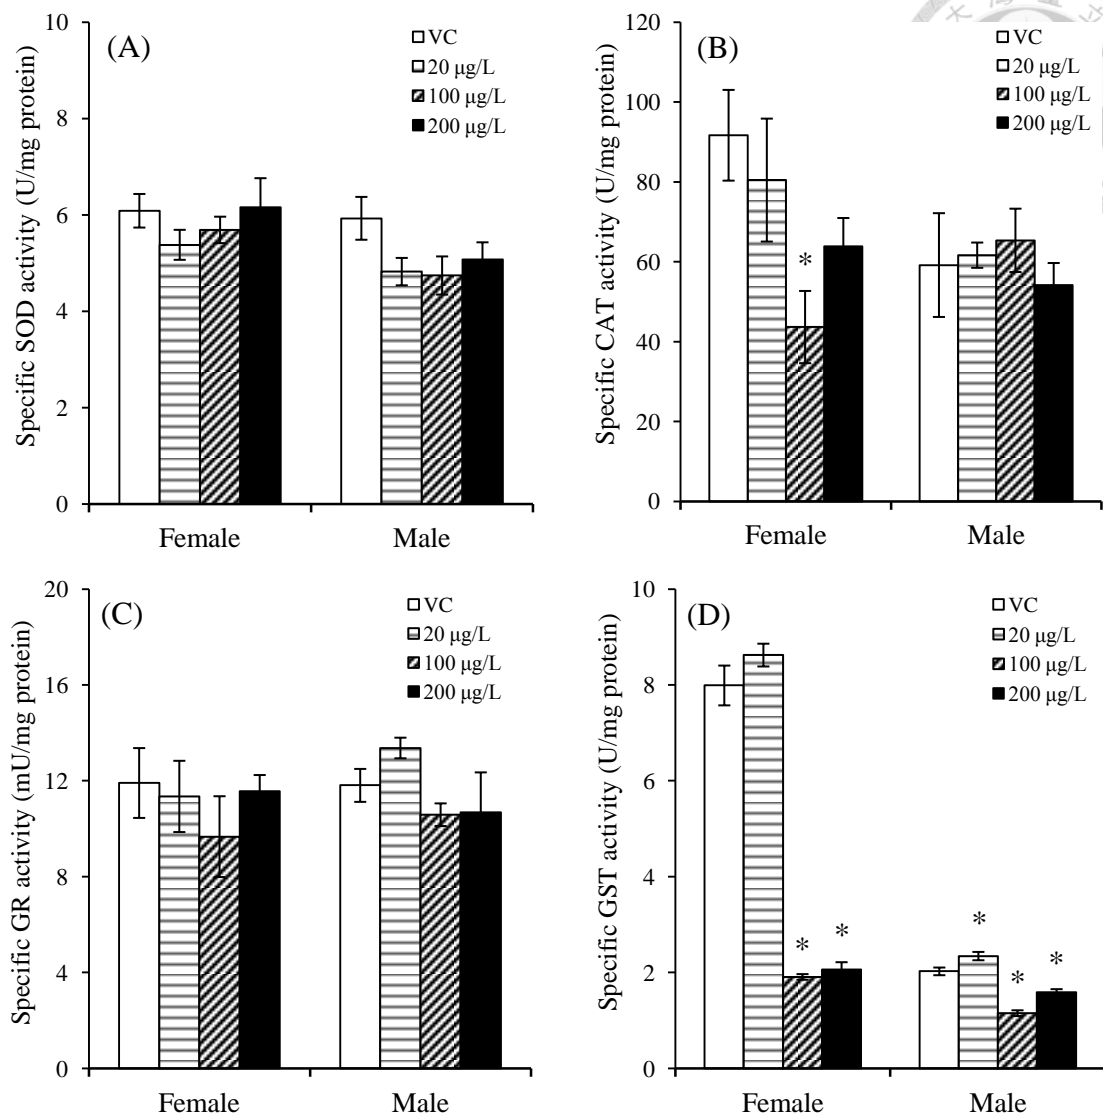 (A)
Specific SOD activity (U/mg protein)
10
8
6
4
2
0
VC
20 μg/L
100 μg/L
200 μg/L
Female
Male
(B)
Specific CAT activity (U/mg protein)
120
100
80
60
40
20
0
VC
20 μg/L
100 μg/L
200 μg/L
*
Female
Male
(C)
Specific GR activity (mU/mg protein)
20
16
12
8
4
0
VC
20 μg/L
100 μg/L
200 μg/L
Female
Male
(D)
Specific GST activity (U/mg protein)
10
8
6
4
2
0
VC
20 μg/L
100 μg/L
200 μg/L
* * * * *
Female
Male